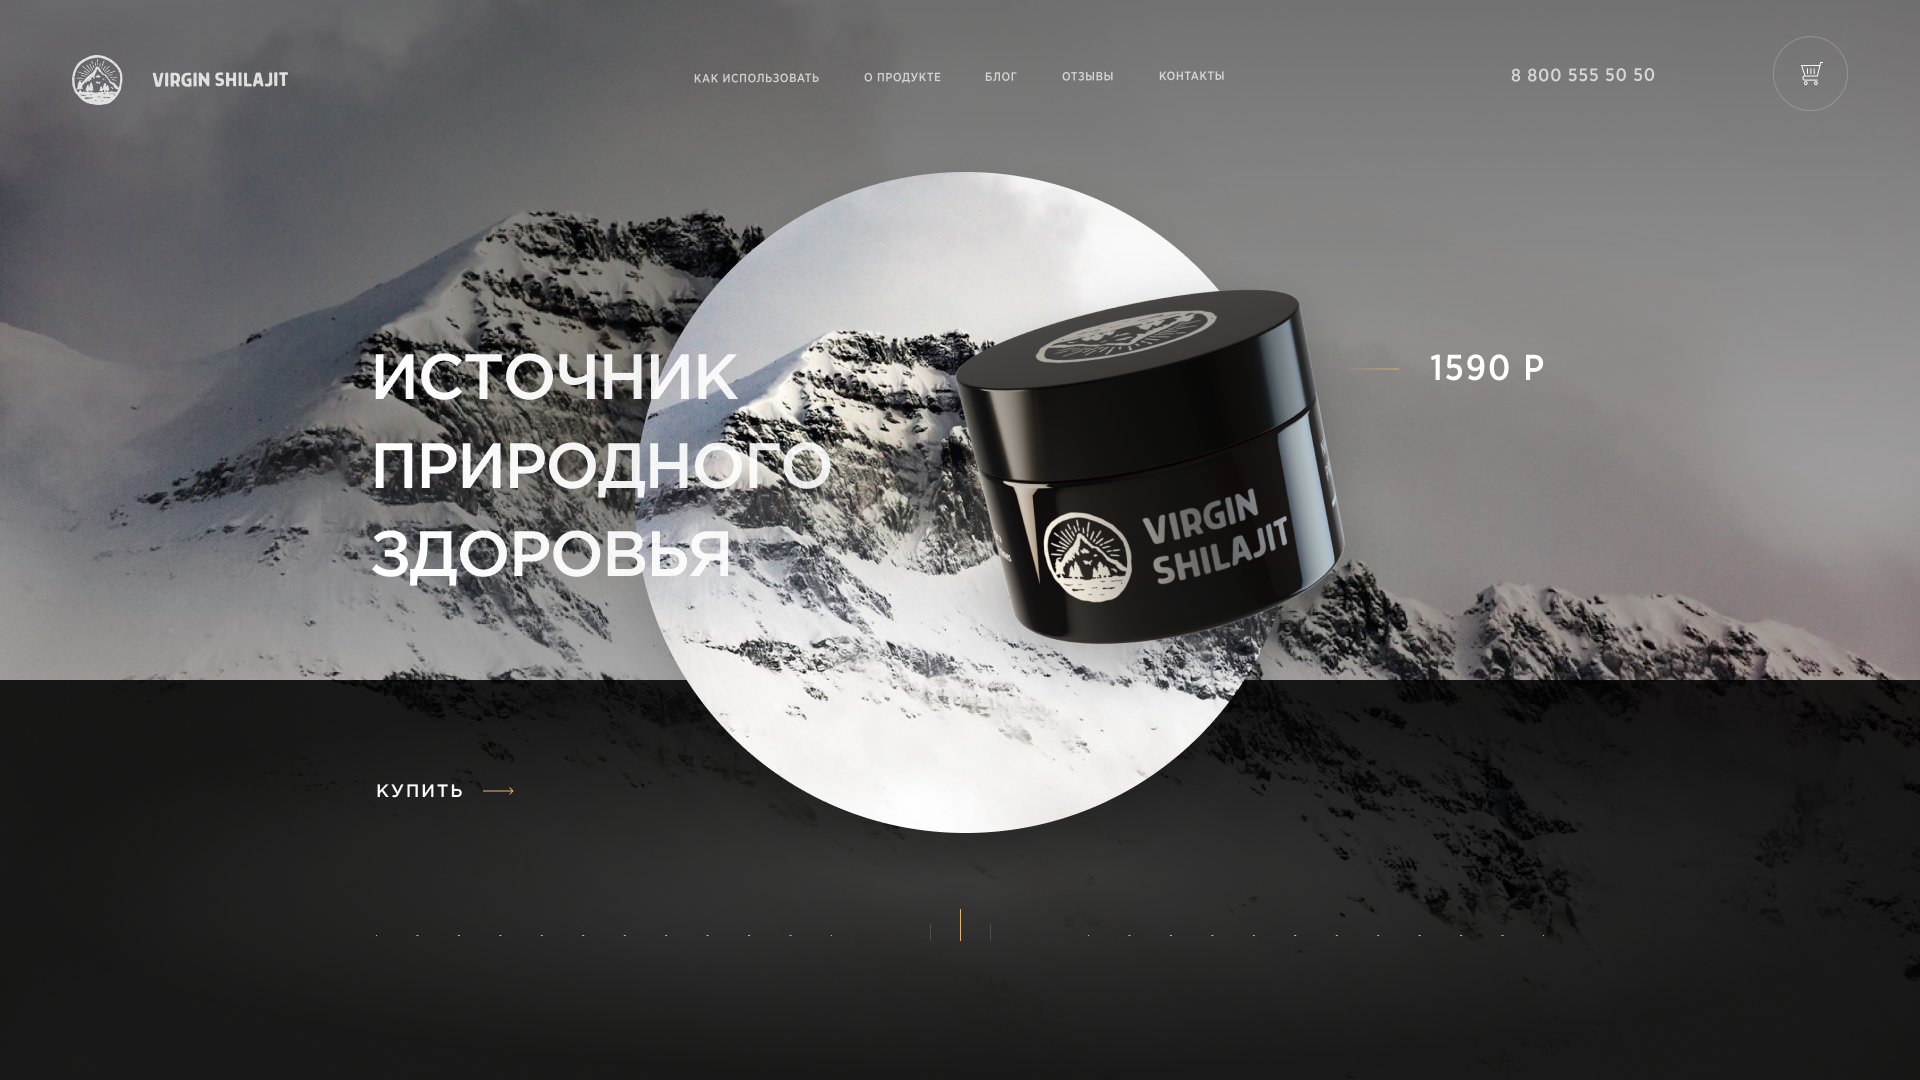 VIRGIN SHILAJIT
КАК ИСПОЛЬЗОВАТЬ
О ПРОДУКТЕ
БЛОГ
ОТЗЫВЫ
КОНТАКТЫ
8 800 555 50 50
ИСТОЧНИК
ПРИРОДНОГО
ЗДОРОВЬЯ
1590 Р
VIRGIN
SHILAJIT
КУПИТЬ